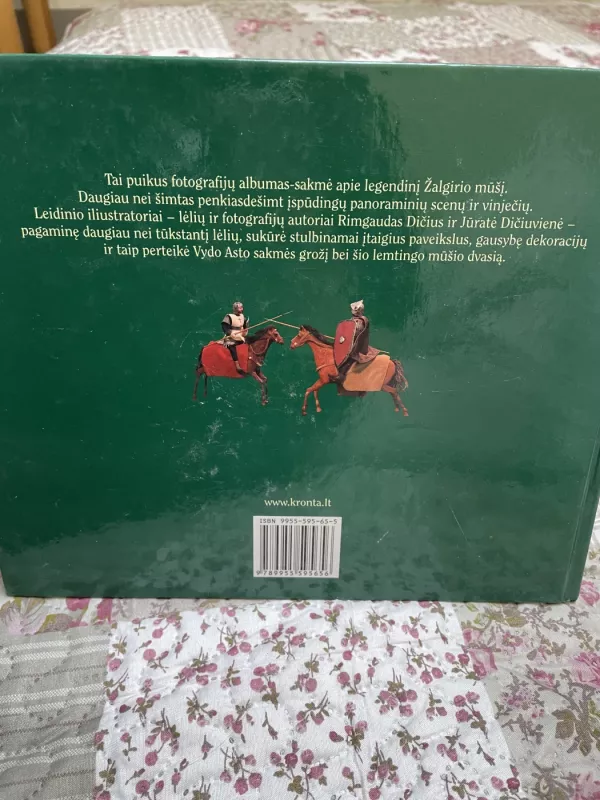 Tai puikus fotografijų albumas-sakmė apie legendinį Žalgirio mūšį.
Daugiau nei šimtas penkiasdešimt įspūdingų panoraminių scenų ir vinječių.
Leidinio iliustratoriai – lėlių ir fotografijų autoriai Rimgaudas Dičius ir Jūratė Dičiuvienė –
pagaminę daugiau nei tūkstantį lėlių, sukūrė stulbinamai įtaigius paveikslus, gausybę dekoracijų
ir taip perteikė Vydo Asto sakmės grožį bei šio lemtingo mūšio dvasią.
www.kronta.lt
ISBN 9955-595-65-5
9 789955 595656